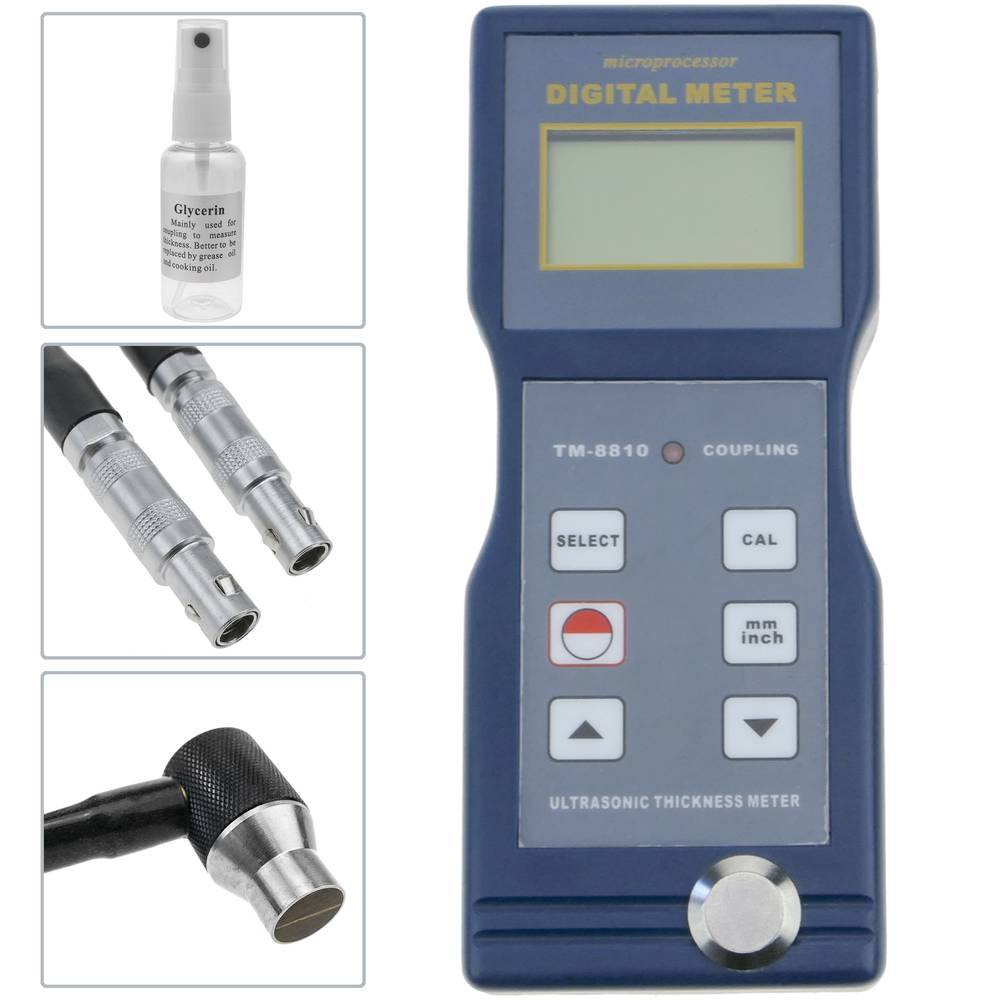 Glycerin
Mainly used for
coupling to measure
thickness. Better to be
replaced by grease oil
and cooking oil.
microprocessor
DIGITAL METER
TM-8810 COUPLING
SELECT CAL
mm
inch
ULTRASONIC THICKNESS METER